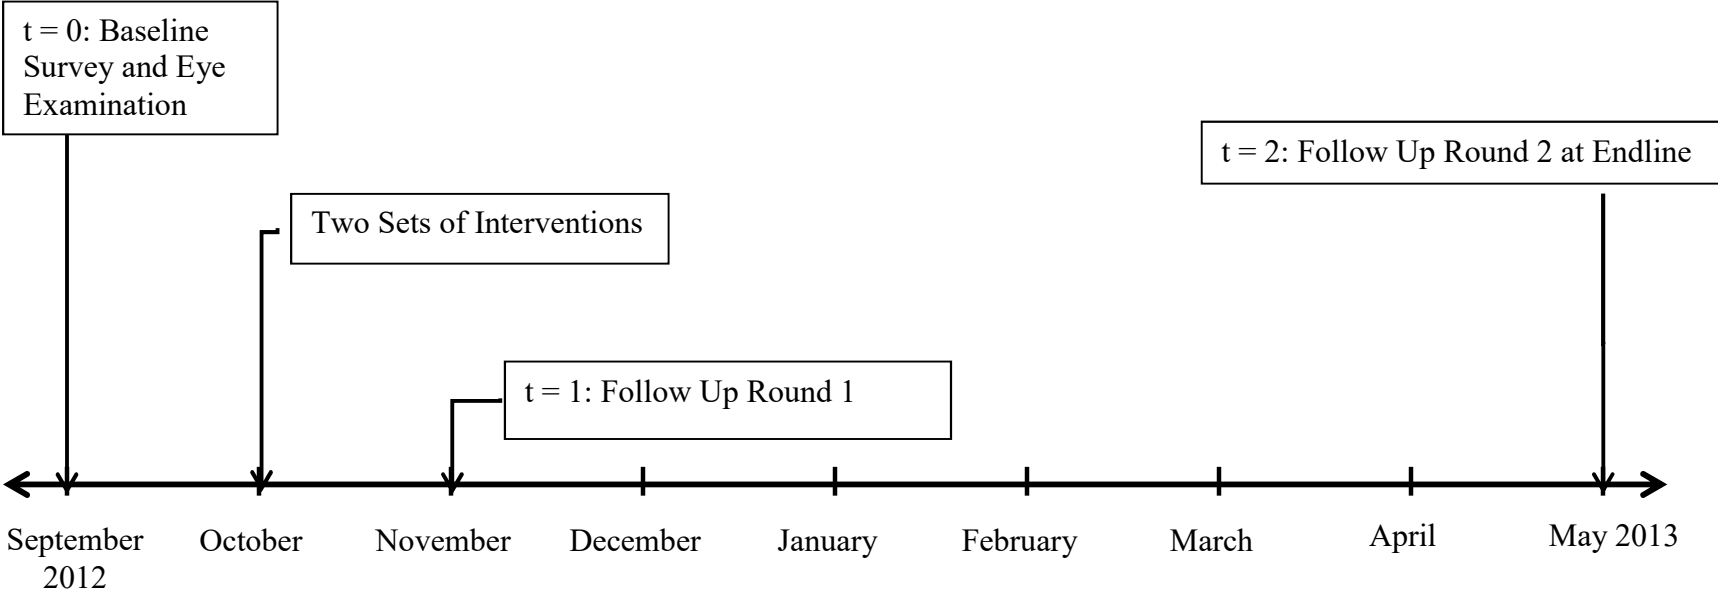 t = 0: Baseline
Survey and Eye
Examination
t = 2: Follow Up Round 2 at Endline
Two Sets of Interventions
t = 1: Follow Up Round 1
September
2012
October
November
December
January
February
March
April
May 2013